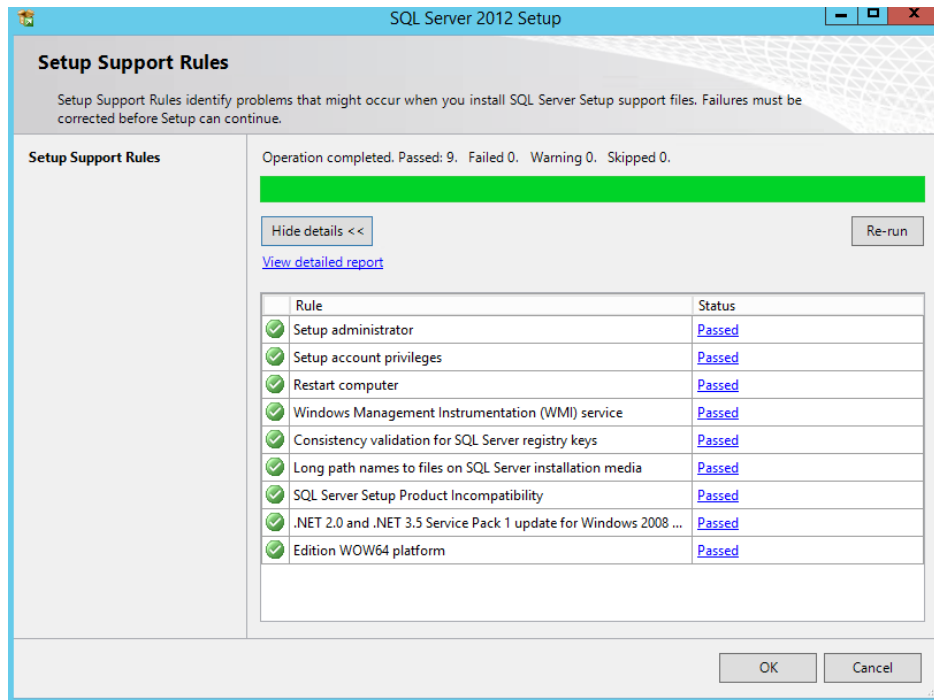 SQL Server 2012 Setup
Setup Support Rules
Setup Support Rules identify problems that might occur when you install SQL Server Setup support files. Failures must be
corrected before Setup can continue.
Setup Support Rules
Operation completed. Passed: 9. Failed 0. Warning 0. Skipped 0.
Hide details <<
Re-run
View detailed report
Rule Status
Setup administrator Passed
Setup account privileges Passed
Restart computer Passed
Windows Management Instrumentation (WMI) service Passed
Consistency validation for SQL Server registry keys Passed
Long path names to files on SQL Server installation media Passed
SQL Server Setup Product Incompatibility Passed
.NET 2.0 and .NET 3.5 Service Pack 1 update for Windows 2008 ... Passed
Edition WOW64 platform Passed
OK Cancel